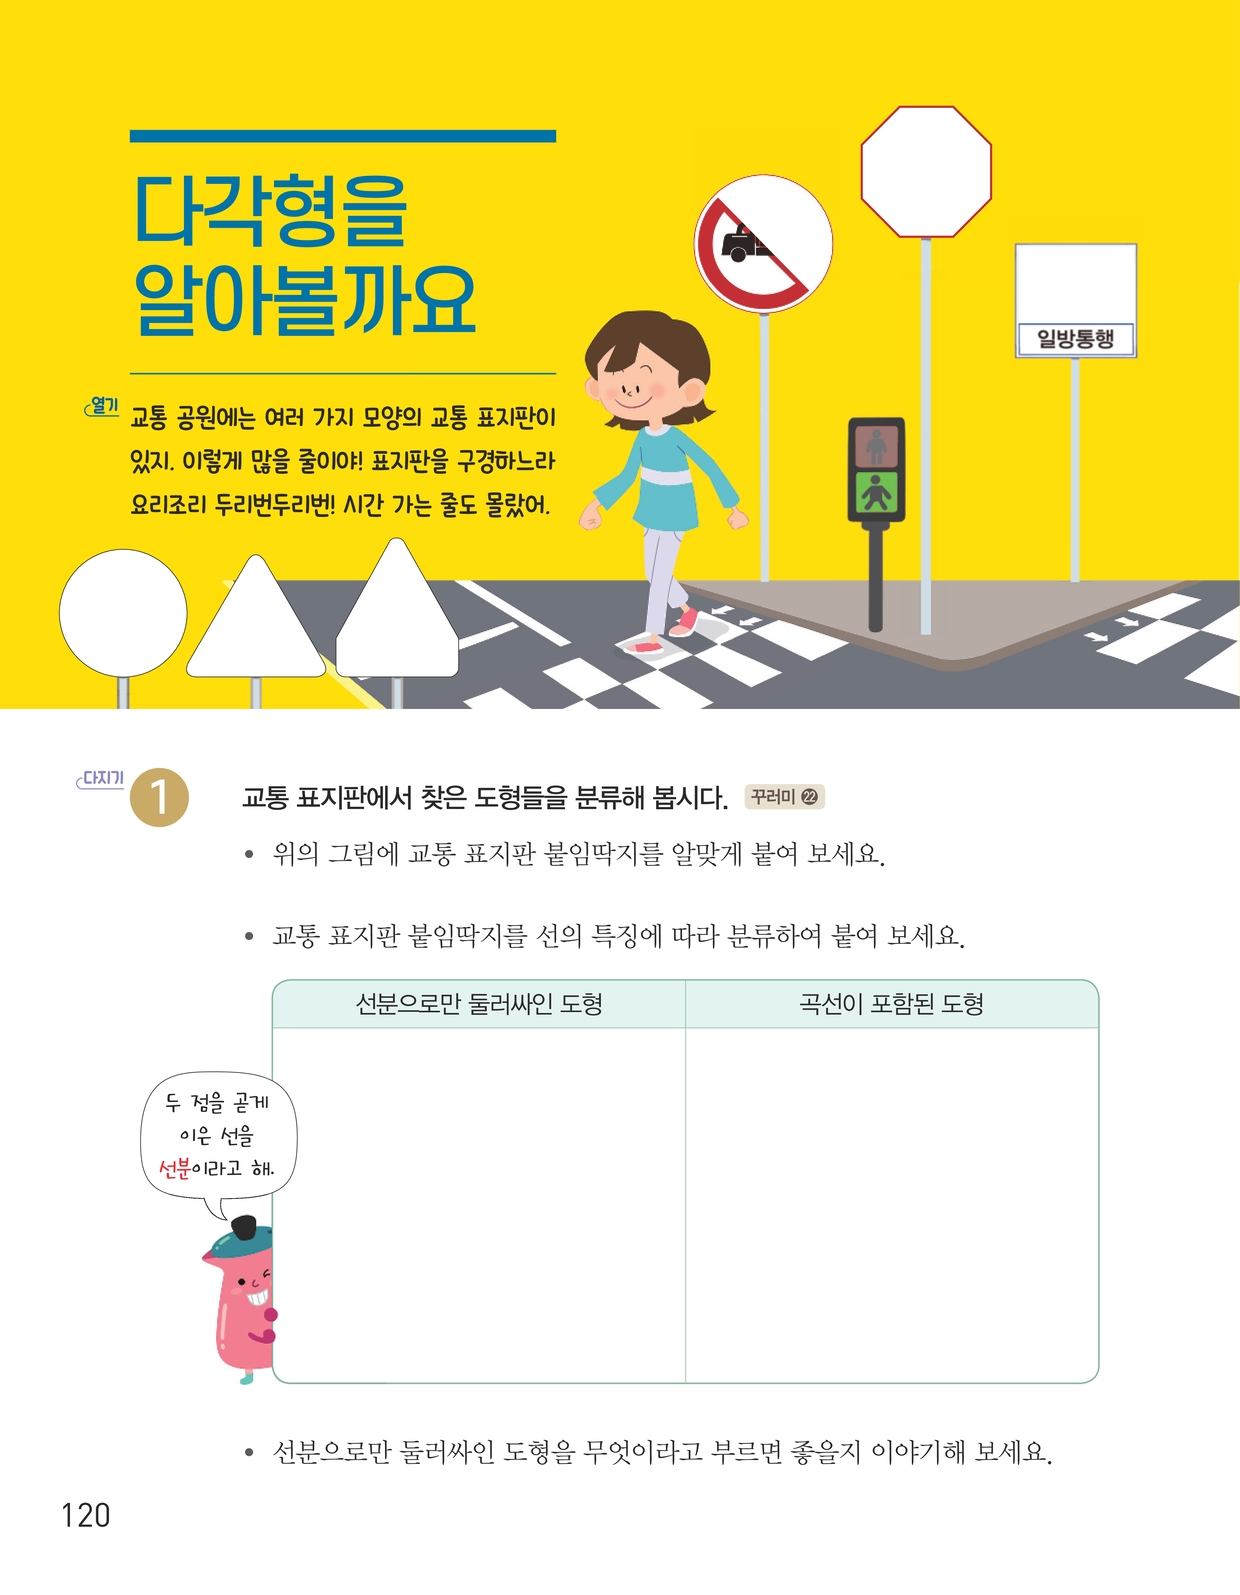 다각형을
알아볼까요
열기
교통 공원에는 여러 가지 모양의 교통 표지판이
있지. 이렇게 많을 줄이야! 표지판을 구경하느라
요리조리 두리번두리번! 시간 가는 줄도 몰랐어.
일방통행
다지기
1
교통 표지판에서 찾은 도형들을 분류해 봅시다. 꾸러미 22
• 위의 그림에 교통 표지판 붙임딱지를 알맞게 붙여 보세요.
• 교통 표지판 붙임딱지를 선의 특징에 따라 분류하여 붙여 보세요.
선분으로만 둘러싸인 도형 곡선이 포함된 도형
두 점을 곧게
이은 선을
선분이라고 해.
• 선분으로만 둘러싸인 도형을 무엇이라고 부르면 좋을지 이야기해 보세요.
120